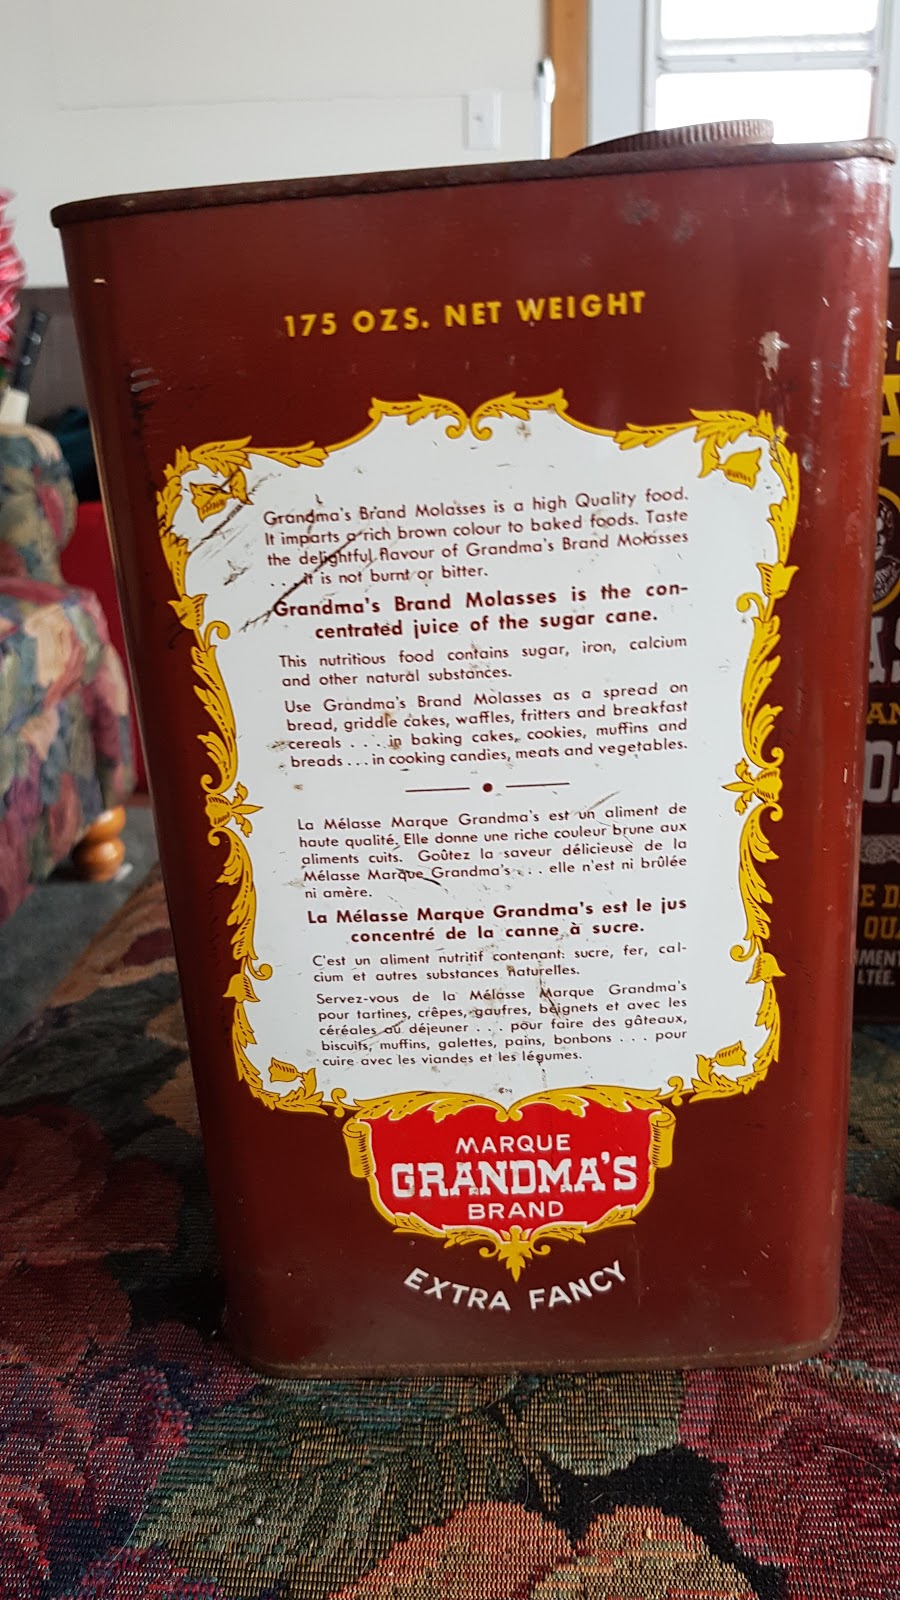 175 OZS. NET WEIGHT
Grandma's Brand Molasses is a high Quality food.
It imparts a rich brown colour to baked foods. Taste
the delightful flavour of Grandma's Brand Molasses
. . . it is not burnt or bitter.
Grandma's Brand Molasses is the con-
centrated juice of the sugar cane.
This nutritious food contains sugar, iron, calcium
and other natural substances.
Use Grandma's Brand Molasses as a spread on
bread, griddle cakes, waffles, fritters and breakfast
cereals . . . in baking cakes, cookies, muffins and
breads . . . in cooking candies, meats and vegetables.
La Mélasse Marque Grandma's est un aliment de
haute qualité. Elle donne une riche couleur brune aux
aliments cuits. Goûtez la saveur délicieuse de la
Mélasse Marque Grandma's . . . elle n'est ni brûlée
ni amère.
La Mélasse Marque Grandma's est le jus
concentré de la canne à sucre.
C'est un aliment nutritif contenant: sucre, fer, cal-
cium et autres substances naturelles.
Servez-vous de la Mélasse Marque Grandma's
pour tartines, crêpes, gaufres, beignets et avec les
céréales au déjeuner . . . pour faire des gâteaux,
biscuits, muffins, galettes, pains, bonbons . . . pour
cuire avec les viandes et les légumes.
MARQUE
GRANDMA'S
BRAND
EXTRA FANCY
LTÉE.